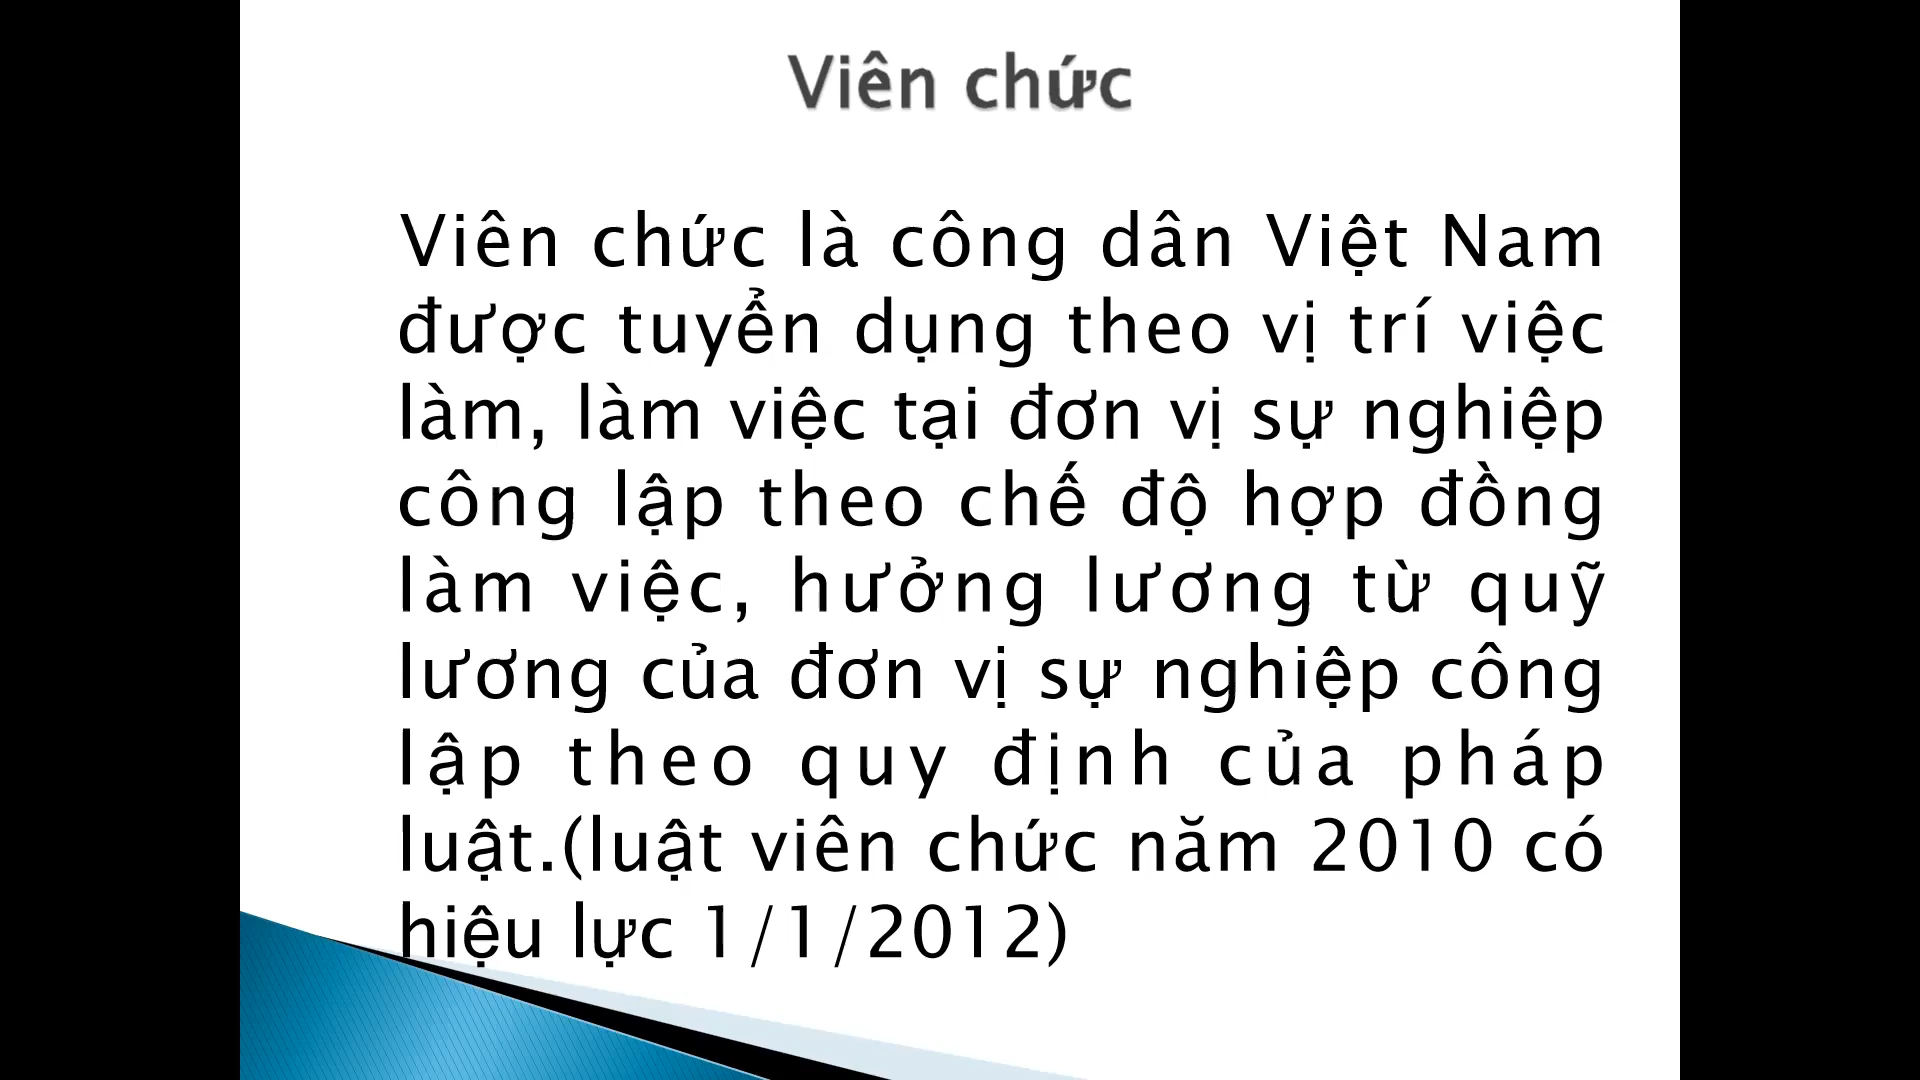 Viên chức
Viên chức là công dân Việt Nam
được tuyển dụng theo vị trí việc
làm, làm việc tại đơn vị sự nghiệp
công lập theo chế độ hợp đồng
làm việc, hưởng lương từ quỹ
lương của đơn vị sự nghiệp công
lập theo quy định của pháp
luật.(luật viên chức năm 2010 có
hiệu lực 1/1/2012)